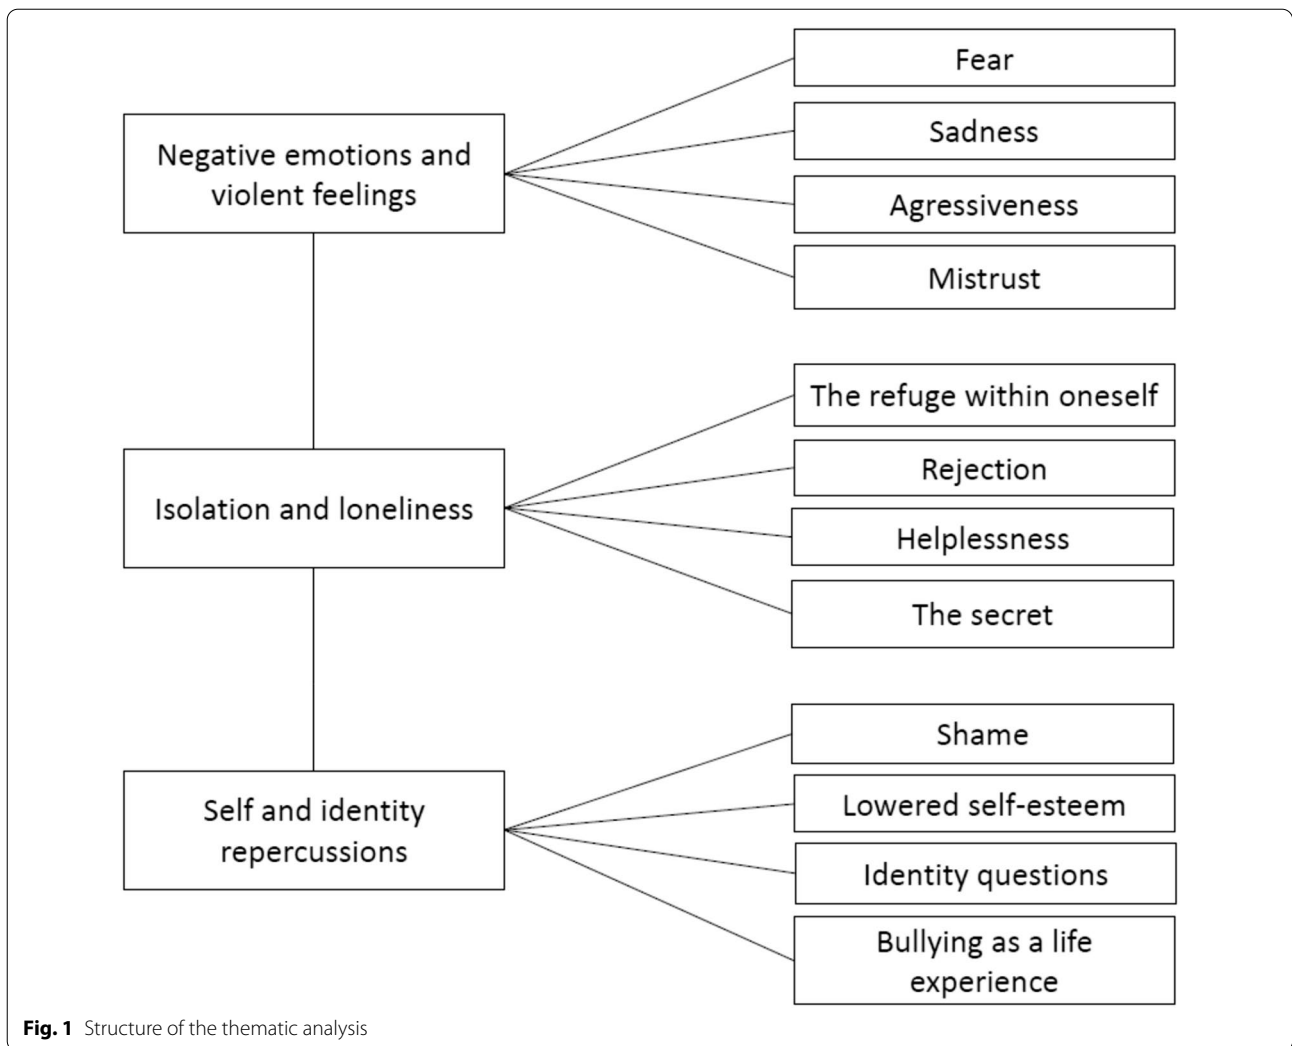 Negative emotions and
violent feelings
Fear
Sadness
Agressiveness
Mistrust
Isolation and loneliness
The refuge within oneself
Rejection
Helplessness
The secret
Self and identity
repercussions
Shame
Lowered self-esteem
Identity questions
Bullying as a life
experience
Fig. 1 Structure of the thematic analysis